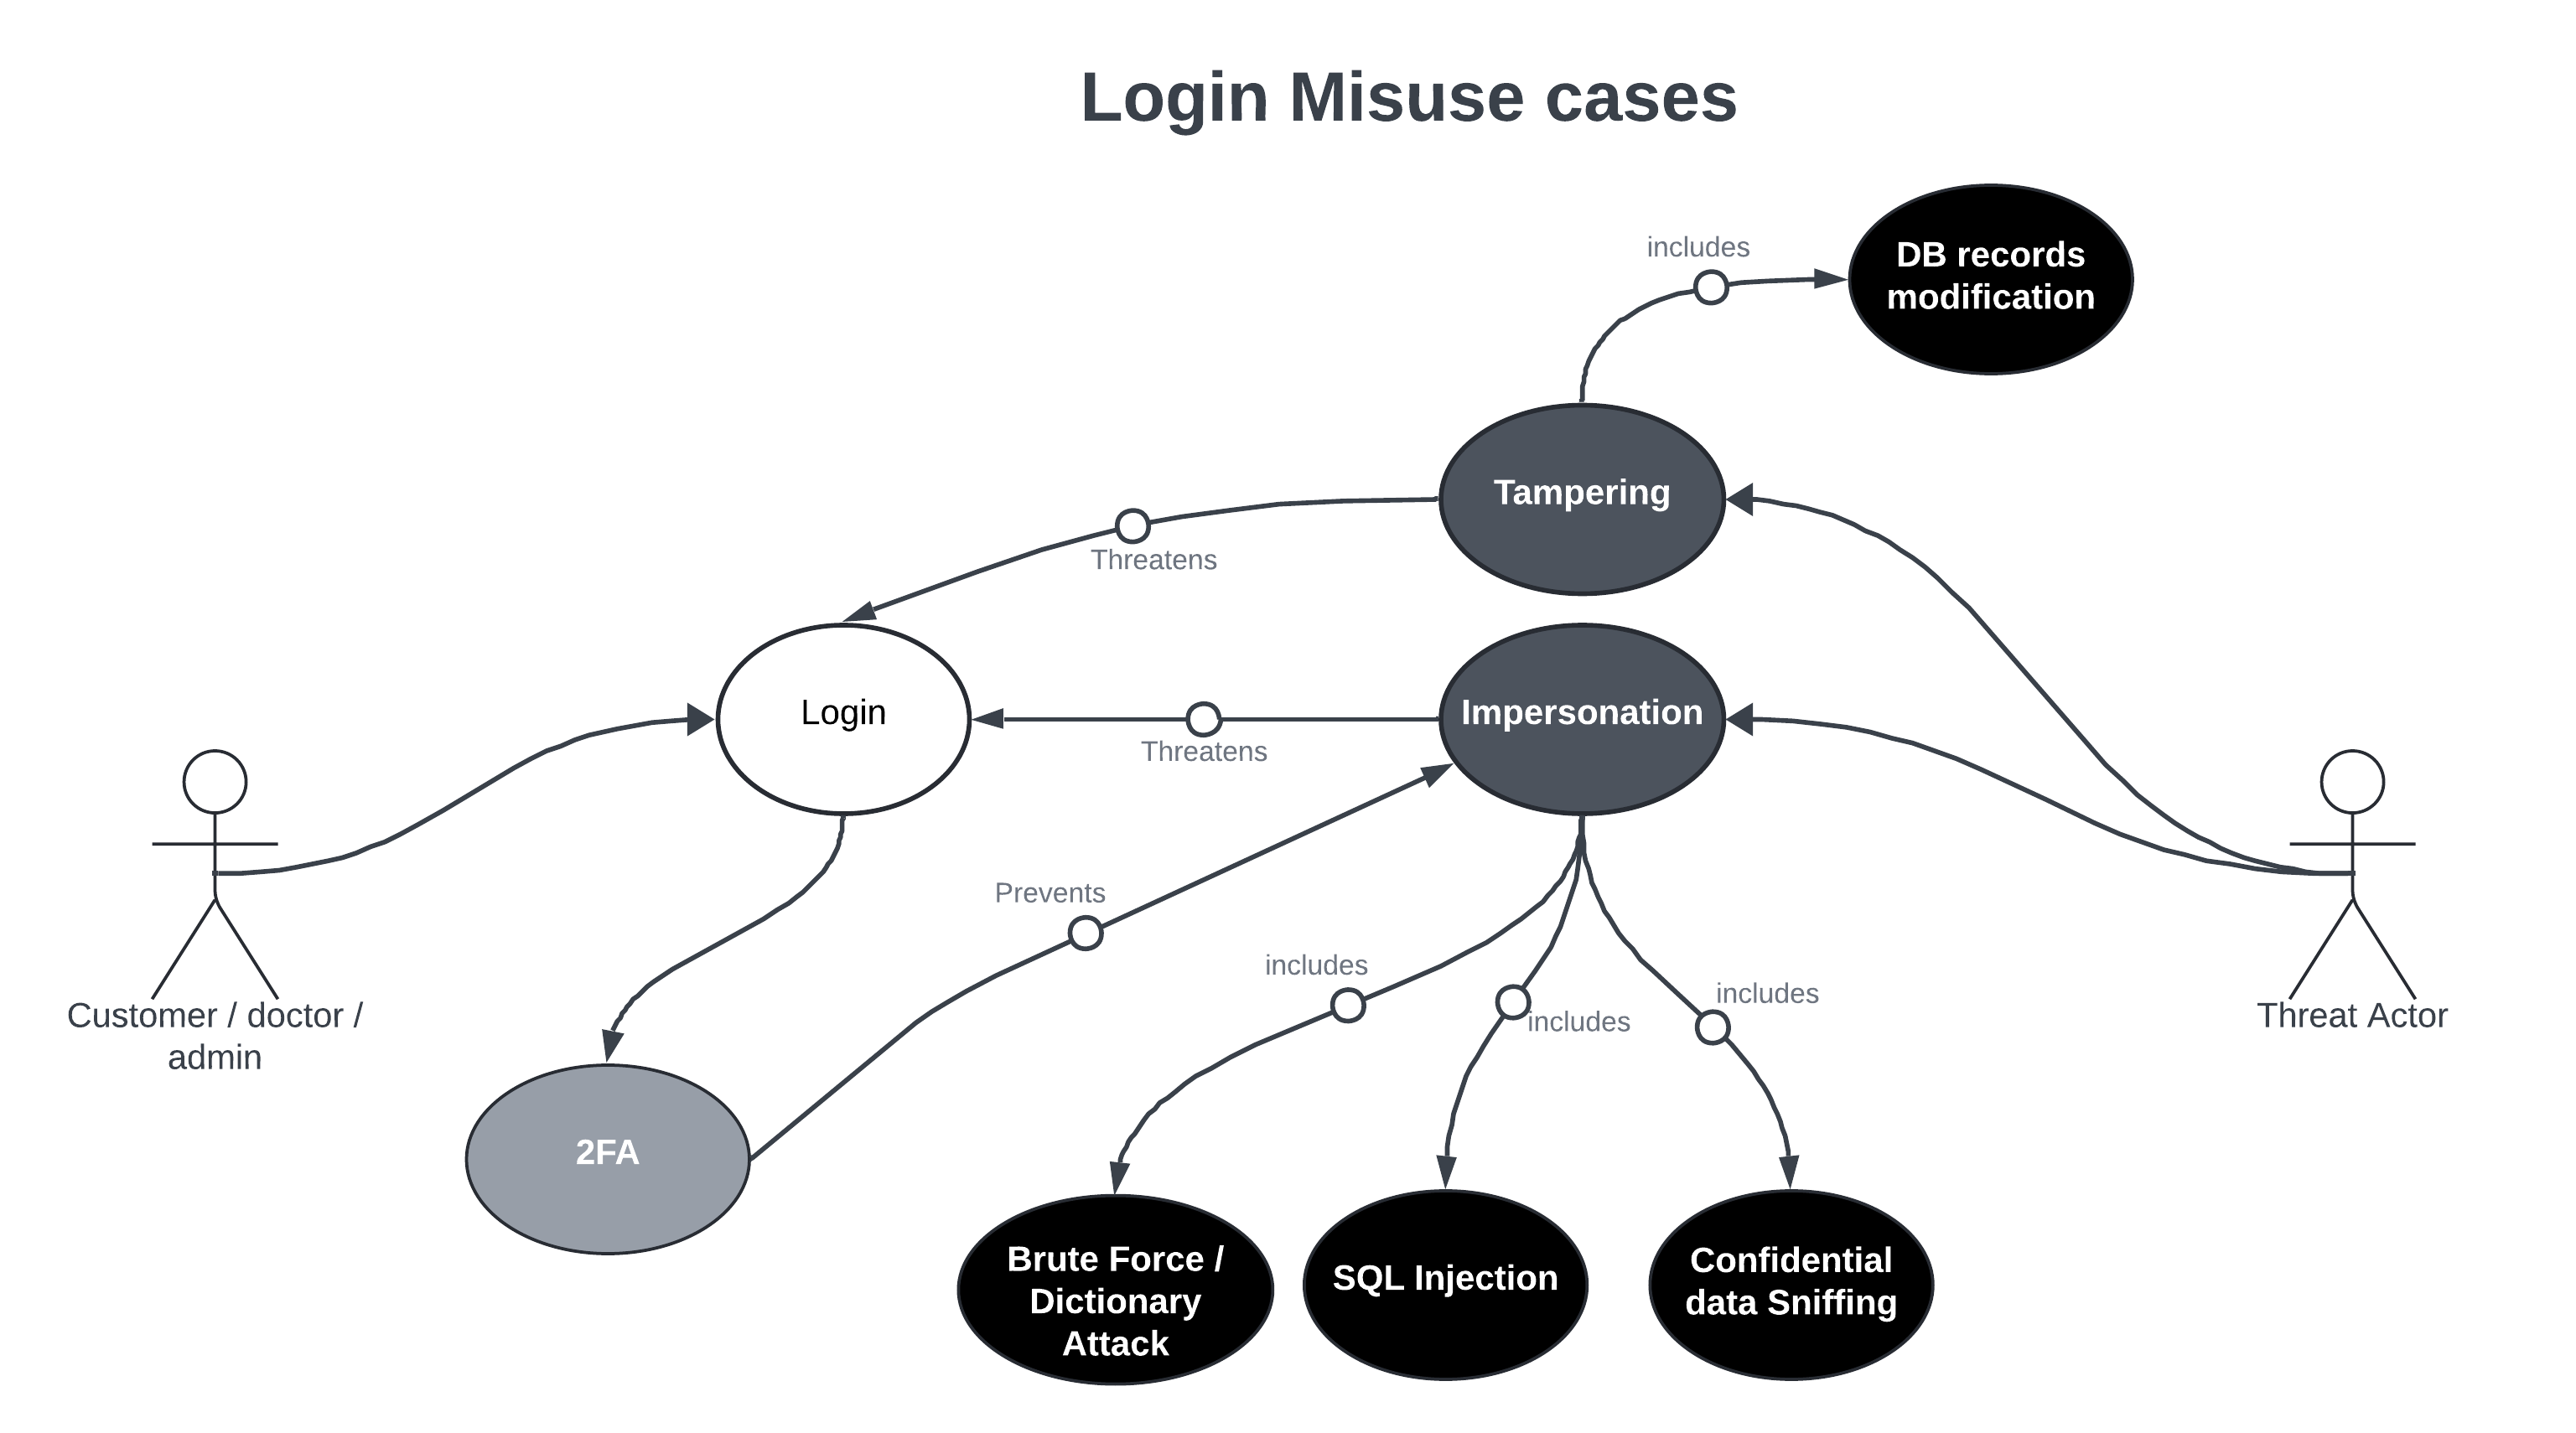 Login Misuse cases
includes
DB records
modification
Tampering
Threatens
Login
Impersonation
Threatens
Prevents
includes
includes
includes
Customer / doctor /
admin
Threat Actor
2FA
Brute Force /
Dictionary
Attack
SQL Injection
Confidential
data Sniffing